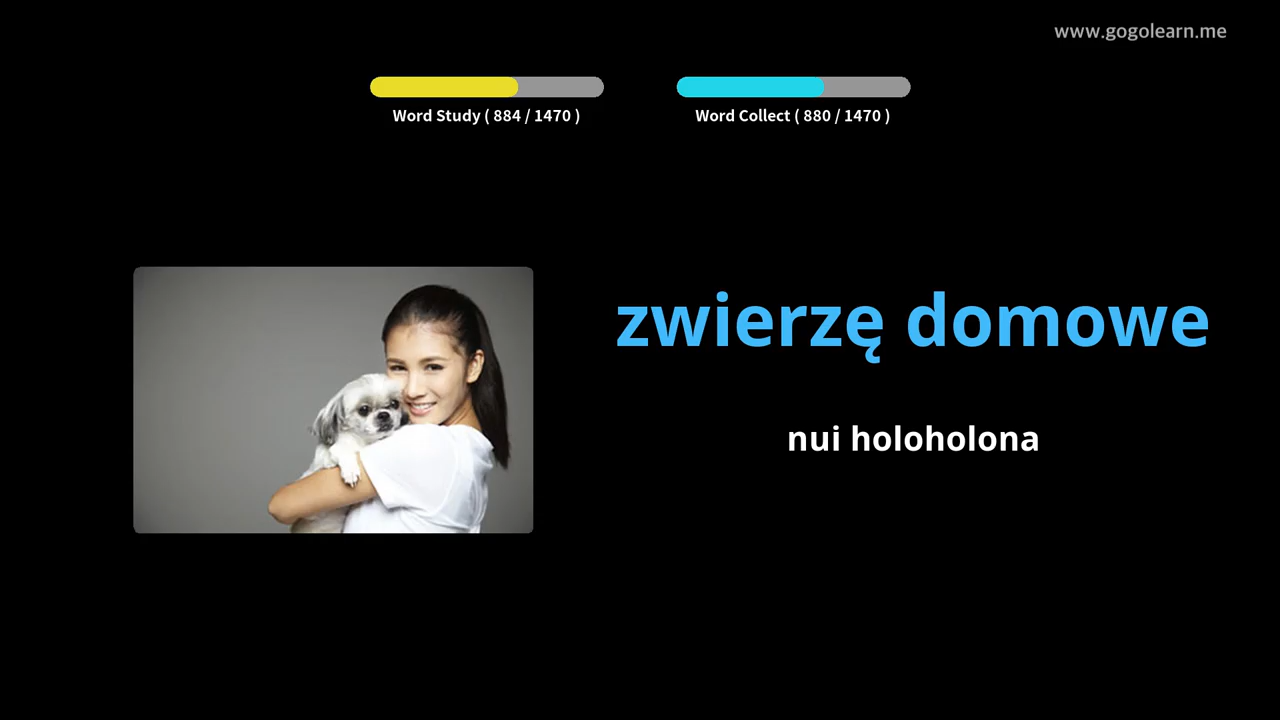 www.gogolearn.me
Word Study ( 884 / 1470 )
Word Collect ( 880 / 1470 )
zwierzę domowe
nui holoholona